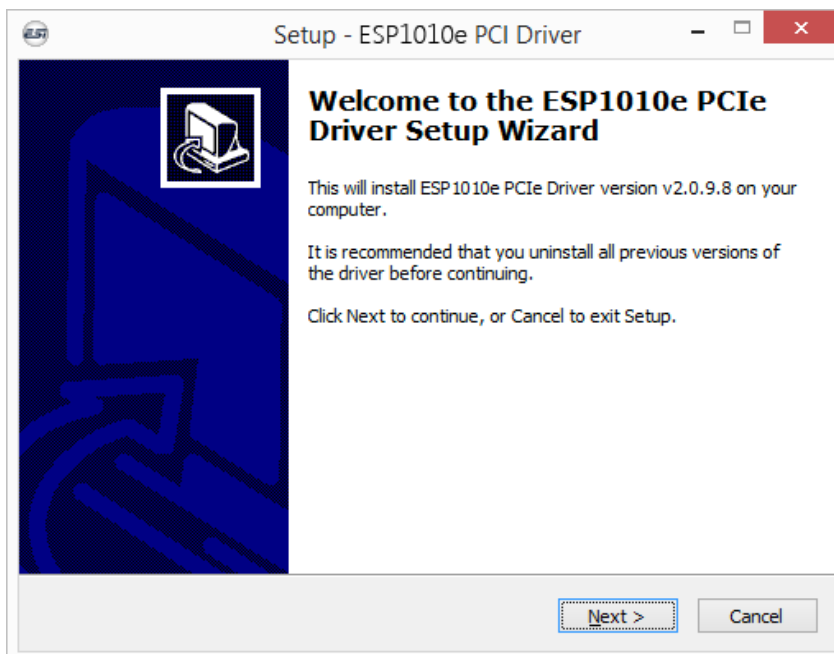 ESI
Setup - ESP1010e PCI Driver
Welcome to the ESP1010e PCIe
Driver Setup Wizard
This will install ESP1010e PCIe Driver version v2.0.9.8 on your
computer.
It is recommended that you uninstall all previous versions of
the driver before continuing.
Click Next to continue, or Cancel to exit Setup.
Next >
Cancel